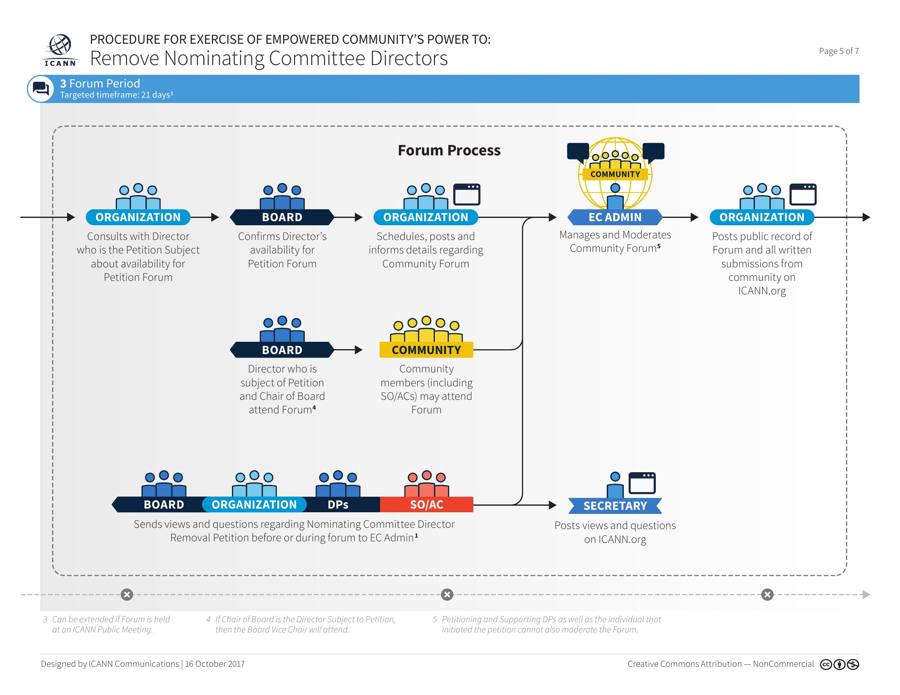 ICANN
PROCEDURE FOR EXERCISE OF EMPOWERED COMMUNITY’S POWER TO:
Remove Nominating Committee Directors
Page 5 of 7
3 Forum Period
Targeted timeframe: 21 days³
Forum Process
COMMUNITY
ORGANIZATION
Consults with Director
who is the Petition Subject
about availability for
Petition Forum
BOARD
Confirms Director’s
availability for
Petition Forum
ORGANIZATION
Schedules, posts and
informs details regarding
Community Forum
EC ADMIN
Manages and Moderates
Community Forum⁵
ORGANIZATION
Posts public record of
Forum and all written
submissions from
community on
ICANN.org
BOARD
Director who is
subject of Petition
and Chair of Board
attend Forum⁴
COMMUNITY
Community
members (including
SO/ACs) may attend
Forum
BOARD ORGANIZATION DPs SO/AC
Sends views and questions regarding Nominating Committee Director
Removal Petition before or during forum to EC Admin¹
SECRETARY
Posts views and questions
on ICANN.org
3 Can be extended if Forum is held
at an ICANN Public Meeting.
4 If Chair of Board is the Director Subject to Petition,
then the Board Vice Chair will attend.
5 Petitioning and Supporting DPs as well as the individual that
initiated the petition cannot also moderate the Forum.
Designed by ICANN Communications | 16 October 2017
Creative Commons Attribution — NonCommercial